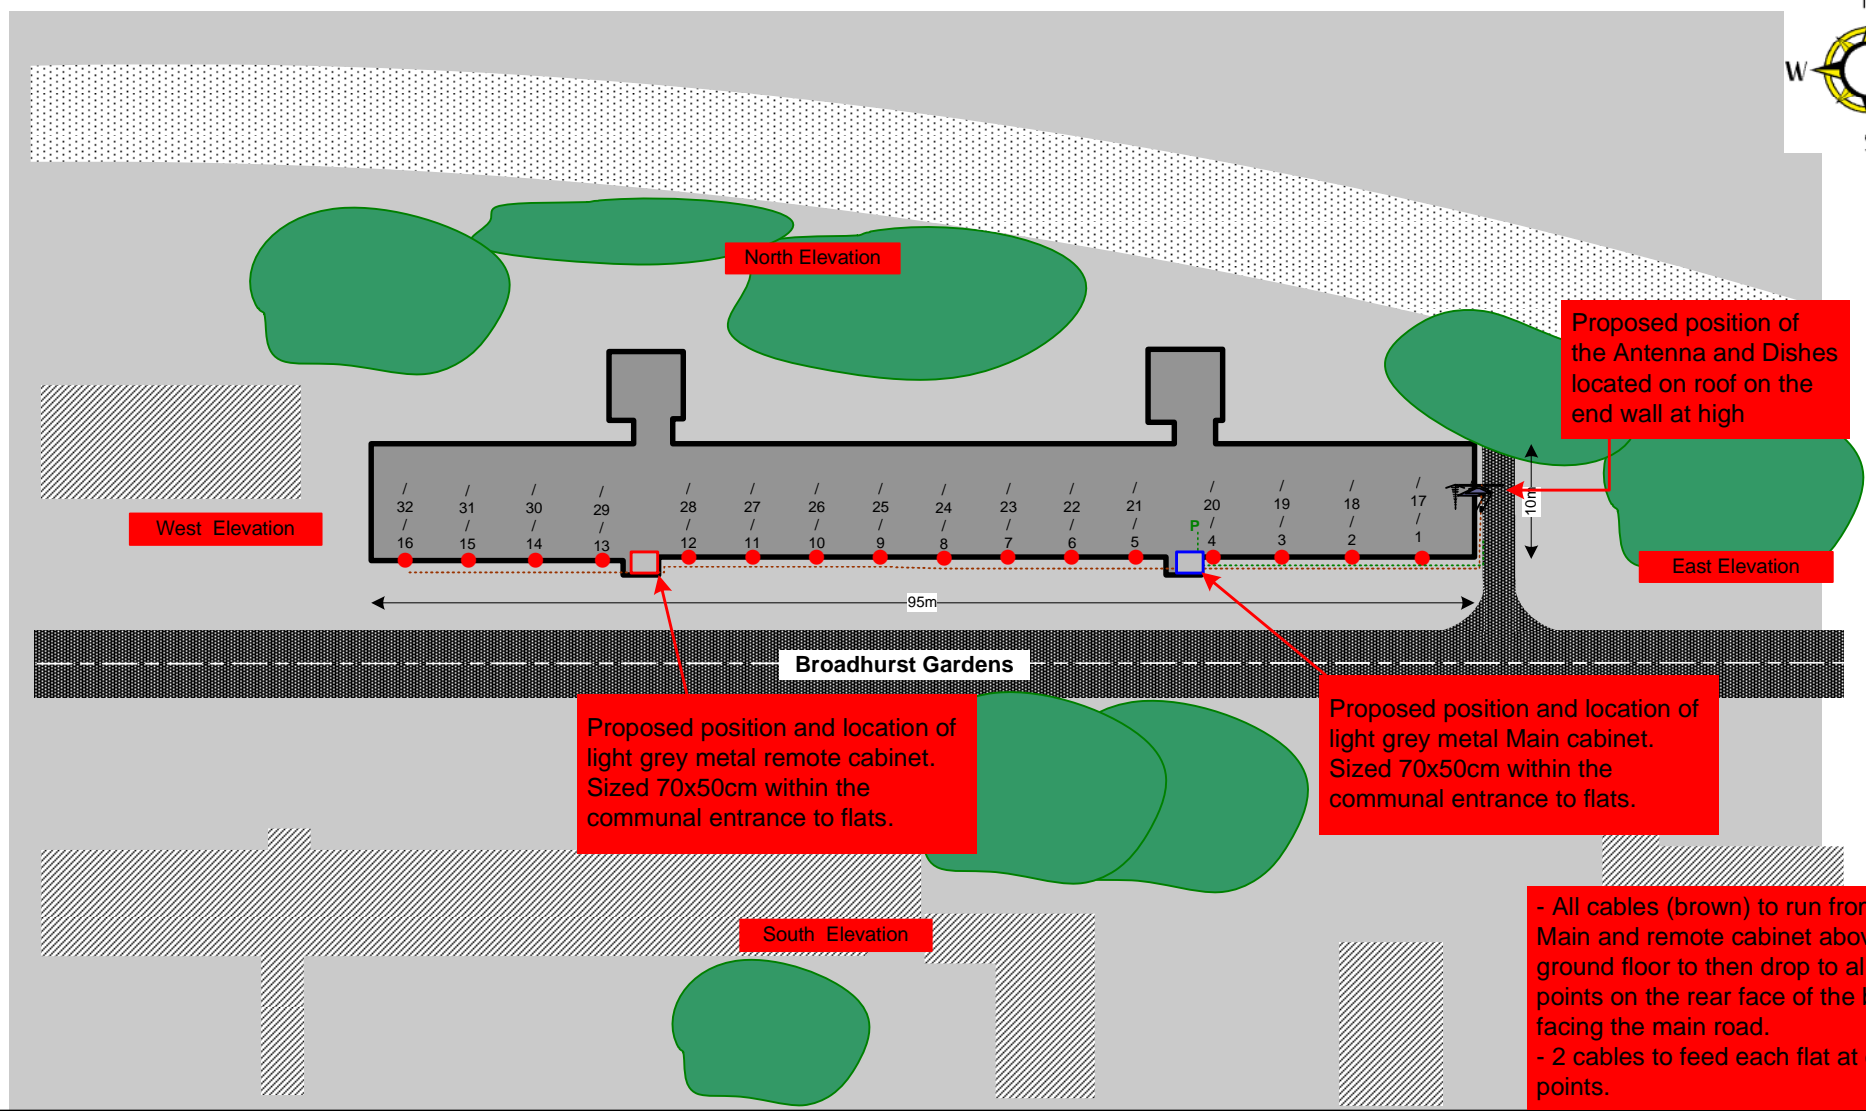 W
North Elevation
Proposed position of
the Antenna and Dishes
located on roof on the
end wall at high
32 31 30 29 28 27 26 25 24 23 22 21 20 19 18 17
P
16 15 14 13 12 11 10 9 8 7 6 5 4 3 2 1
10m
West Elevation
East Elevation
95m
Broadhurst Gardens
Proposed position and location of
light grey metal remote cabinet.
Sized 70x50cm within the
communal entrance to flats.
Proposed position and location of
light grey metal Main cabinet.
Sized 70x50cm within the
communal entrance to flats.
South Elevation
- All cables (brown) to run
Main and remote cabinet
ground floor to then drop to
points on the rear face of the
facing the main road.
- 2 cables to feed each flat at
points.